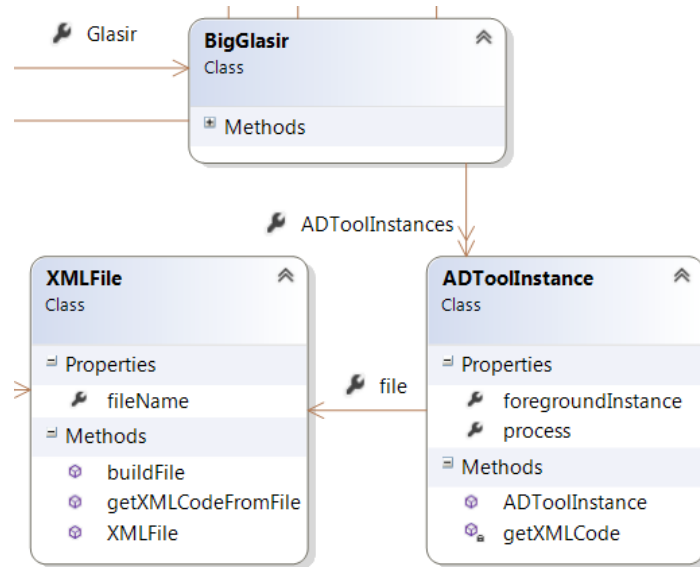 Glasir
BigGlasir
Class
Methods
ADToolInstances
XMLFile
Class
Properties
fileName
Methods
buildFile
getXMLCodeFromFile
XMLFile
file
ADToolInstance
Class
Properties
foregroundInstance
process
Methods
ADToolInstance
getXMLCode